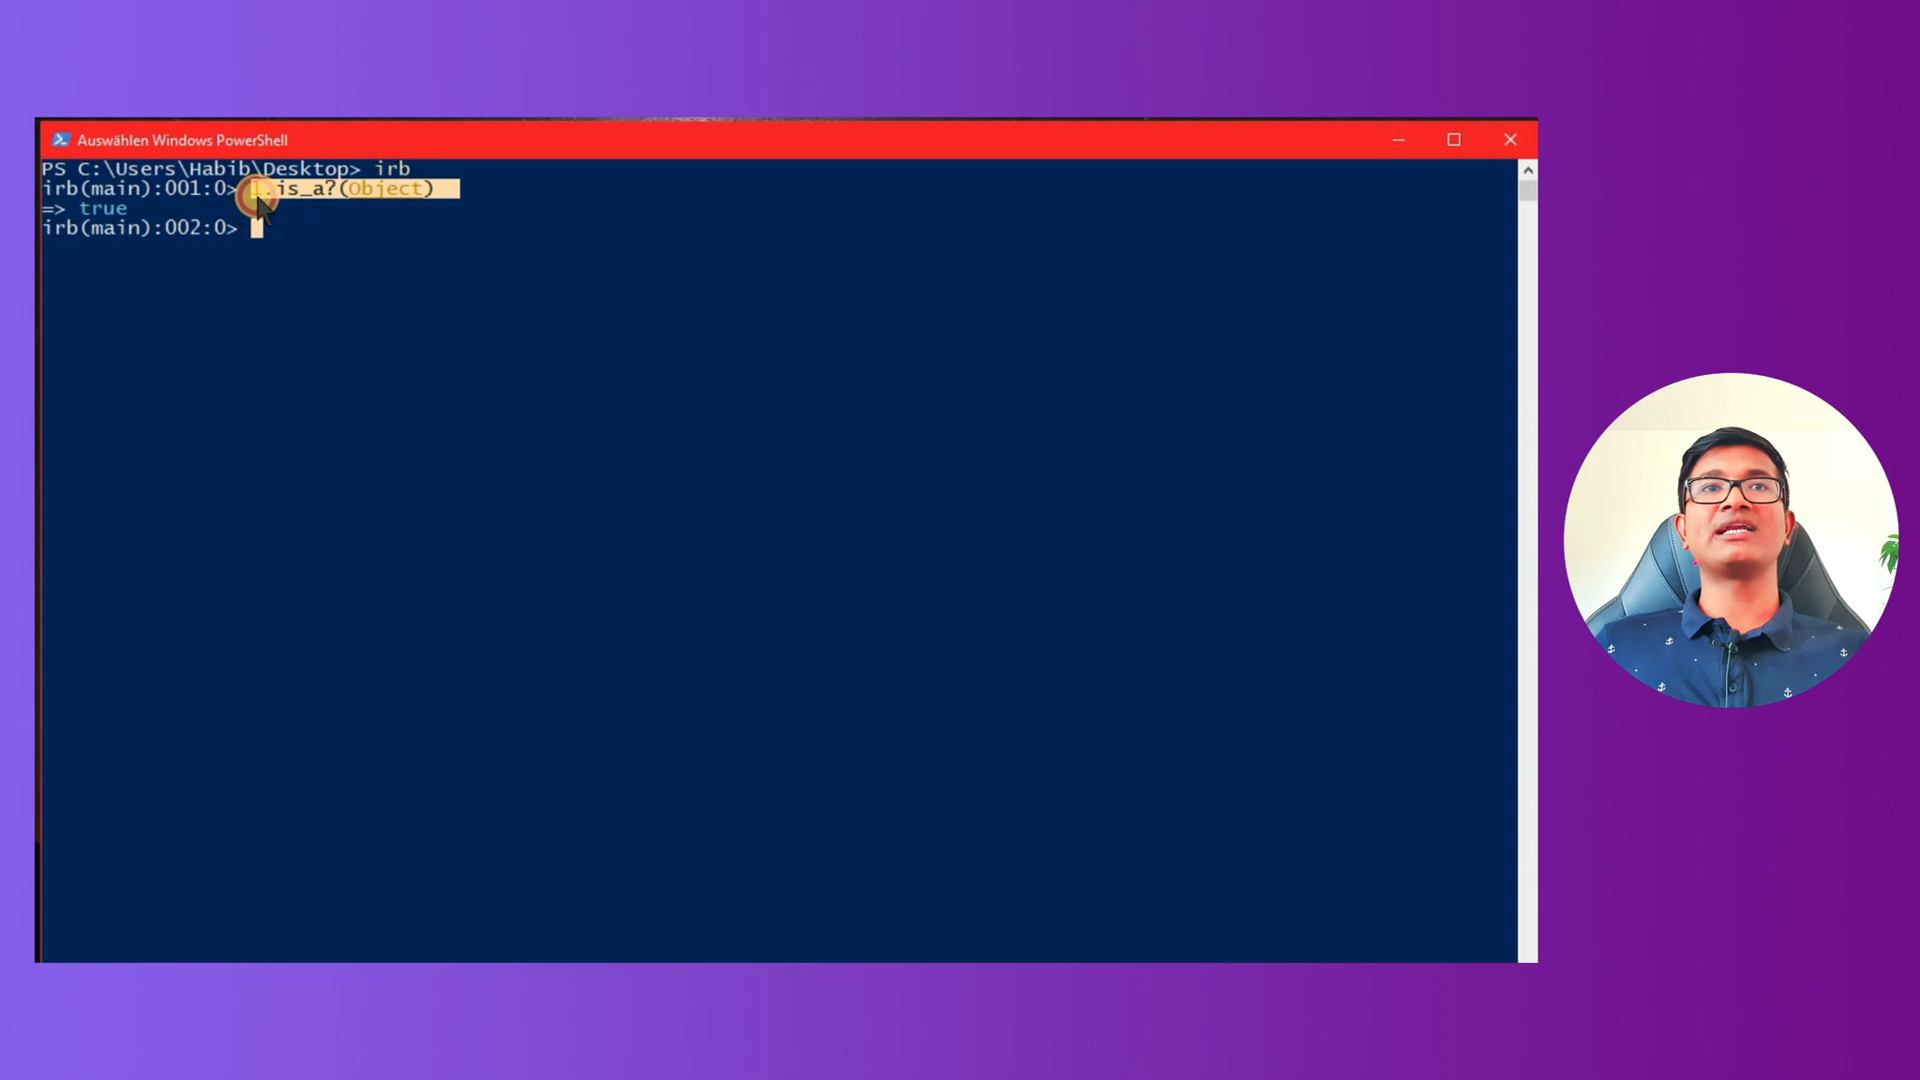 Auswählen Windows PowerShell
PS C:\Users\Habib\Desktop> irb
irb(main):001:0> 1.is_a?(Object)
=> true
irb(main):002:0>